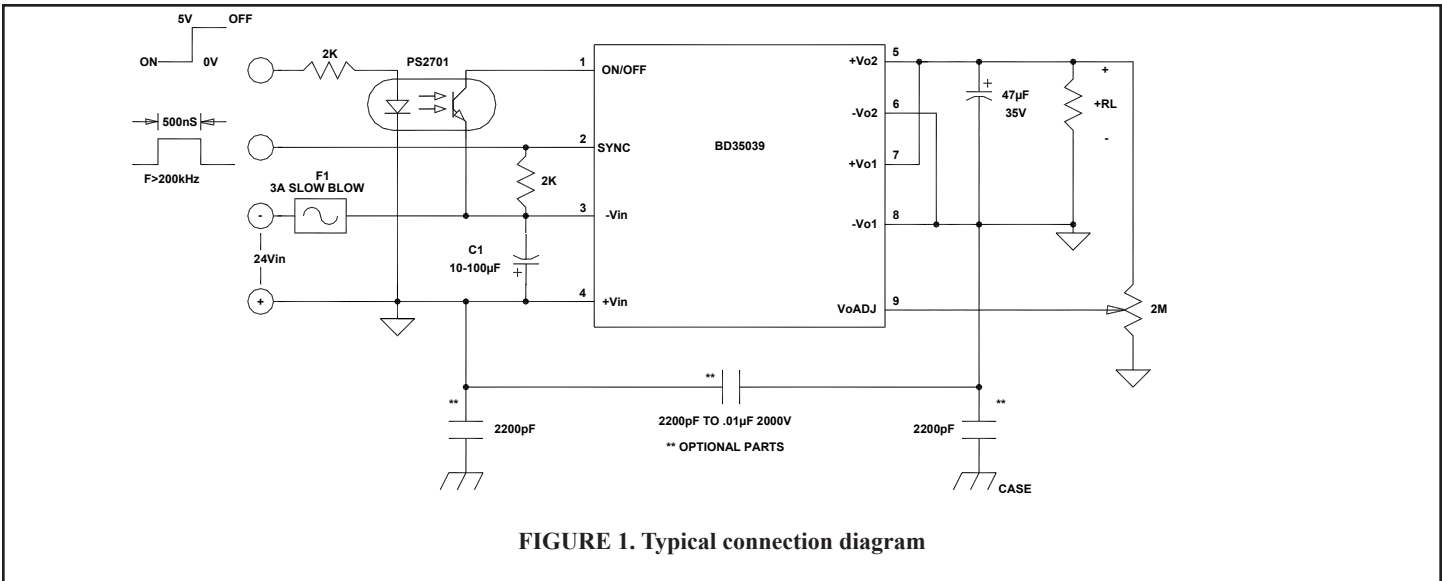 5V OFF
ON 0V
2K
PS2701
500nS
F>200kHz
F1
3A SLOW BLOW
-
24Vin
+
2K
C1
10-100µF
+
1 ON/OFF
2 SYNC
3 -Vin
4 +Vin
BD35039
+Vo2 5
-Vo2 6
+Vo1 7
-Vo1 8
VoADJ 9
+
47µF
35V
+
+RL
-
2M
**
2200pF
**
2200pF TO .01µF 2000V
** OPTIONAL PARTS
**
2200pF
CASE
FIGURE 1. Typical connection diagram